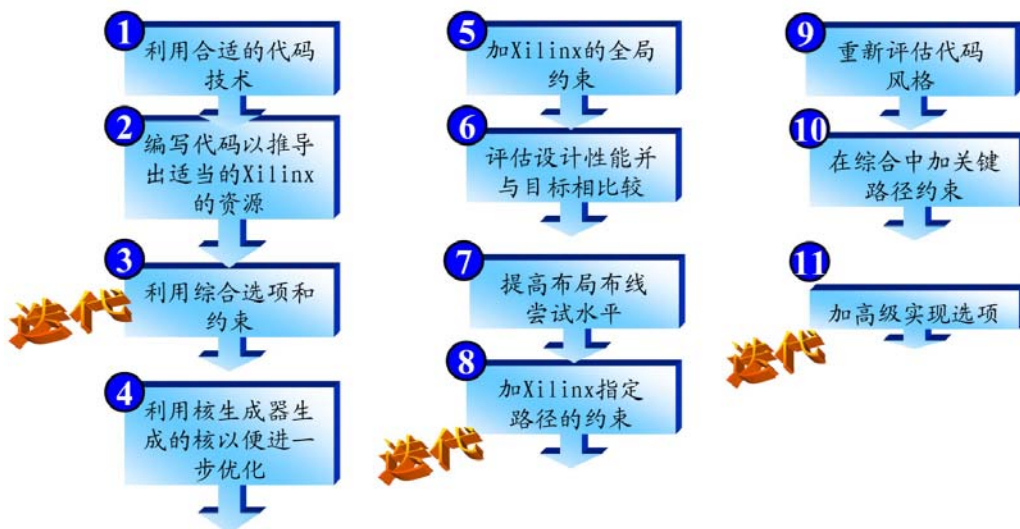 1
利用合适的代码
技术
2
编写代码以推导
出适当的Xilinx
的资源
3
利用综合选项和
约束
迭代
4
利用核生成器生
成的核以便进一
步优化
5
加Xilinx的全局
约束
6
评估设计性能并
与目标相比较
7
提高布局布线
尝试水平
8
加Xilinx指定
路径的约束
迭代
9
重新评估代码
风格
10
在综合中加关键
路径约束
11
加高级实现选项
迭代